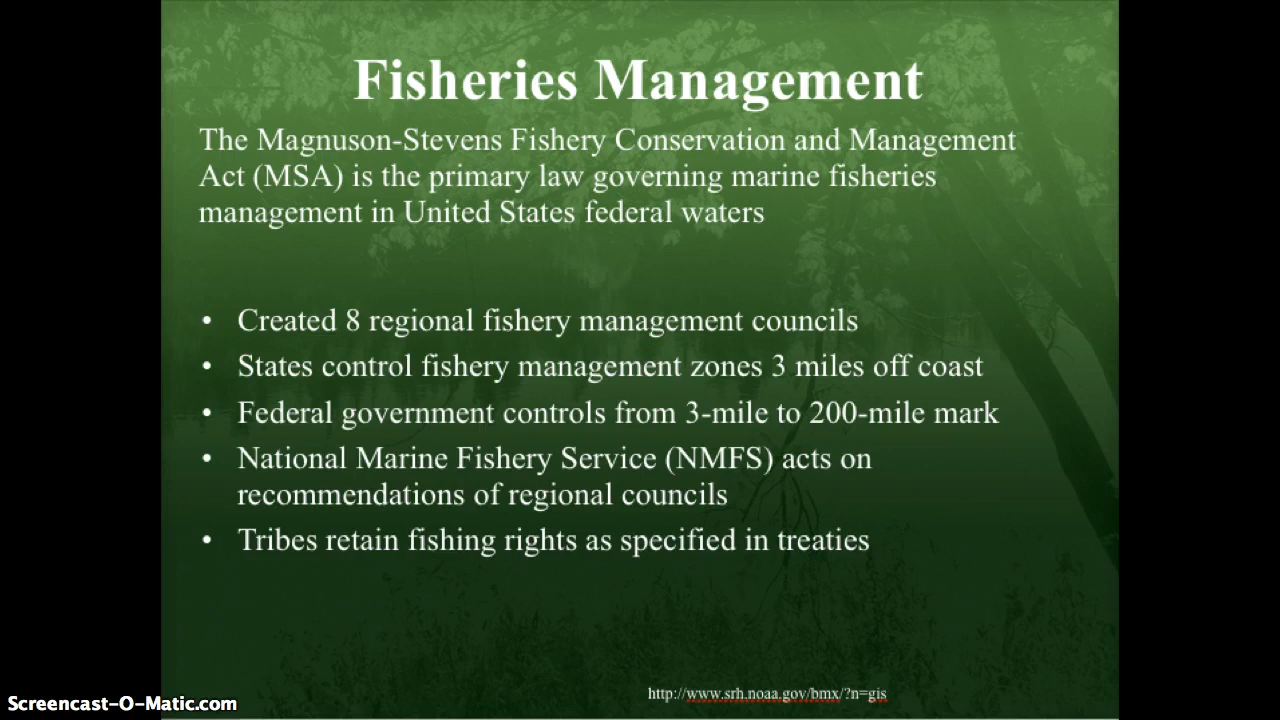 Fisheries Management
The Magnuson-Stevens Fishery Conservation and Management
Act (MSA) is the primary law governing marine fisheries
management in United States federal waters
• Created 8 regional fishery management councils
• States control fishery management zones 3 miles off coast
• Federal government controls from 3-mile to 200-mile mark
• National Marine Fishery Service (NMFS) acts on
recommendations of regional councils
• Tribes retain fishing rights as specified in treaties
http://www.srh.noaa.gov/bmx/?n=gis
Screencast-O-Matic.com